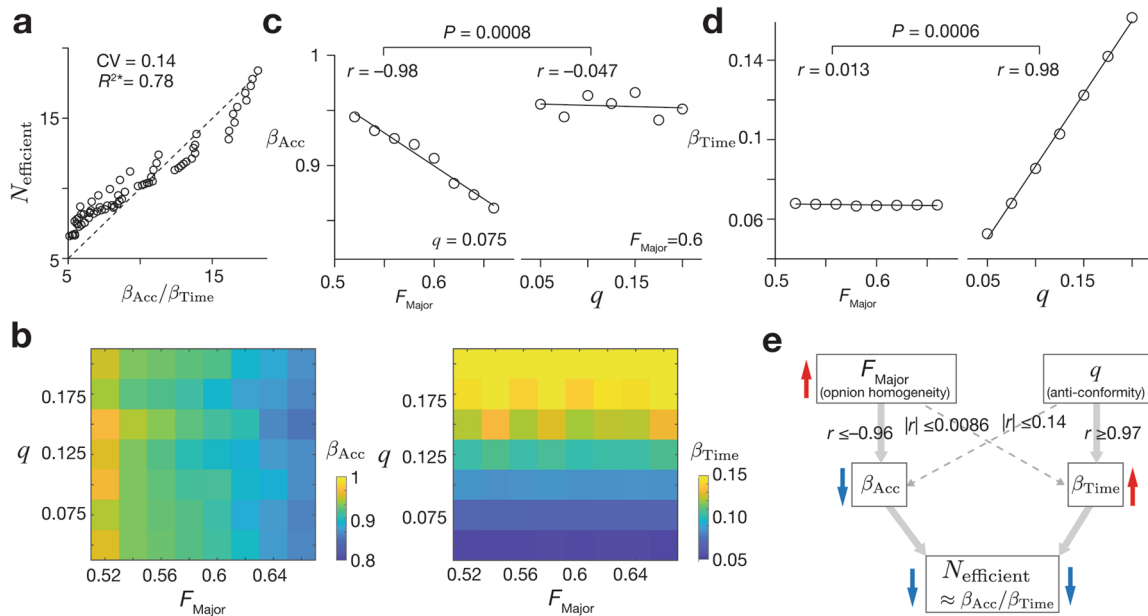 a
CV = 0.14
R²* = 0.78
N_efficient
15
5
5
15
β_Acc/β_Time
c
P = 0.0008
1
r = −0.98
r = −0.047
β_Acc
0.9
q = 0.075
F_Major=0.6
0.5
0.6
0.05
0.15
F_Major
q
d
P = 0.0006
0.14
r = 0.013
r = 0.98
β_Time
0.1
0.06
0.5
0.6
0.05
0.15
F_Major
q
b
0.175
q
0.125
0.075
0.52
0.56
0.6
0.64
F_Major
β_Acc
1
0.9
0.8
0.175
q
0.125
0.075
0.52
0.56
0.6
0.64
F_Major
β_Time
0.15
0.10
0.05
e
F_Major
(opnion homogeneity)
q
(anti-conformity)
r ≤−0.96
|r| ≤0.0086
|r| ≤0.14
r ≥0.97
β_Acc
β_Time
N_efficient
≈ β_Acc/β_Time